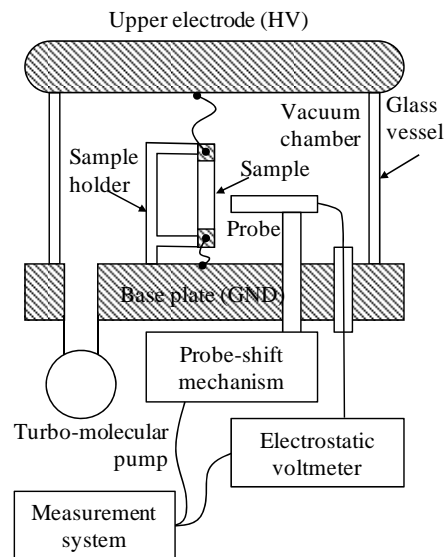 Upper electrode (HV)
Vacuum
chamber
Glass
vessel
Sample
holder
Sample
Probe
Base plate (GND)
Probe-shift
mechanism
Turbo-molecular
pump
Electrostatic
voltmeter
Measurement
system